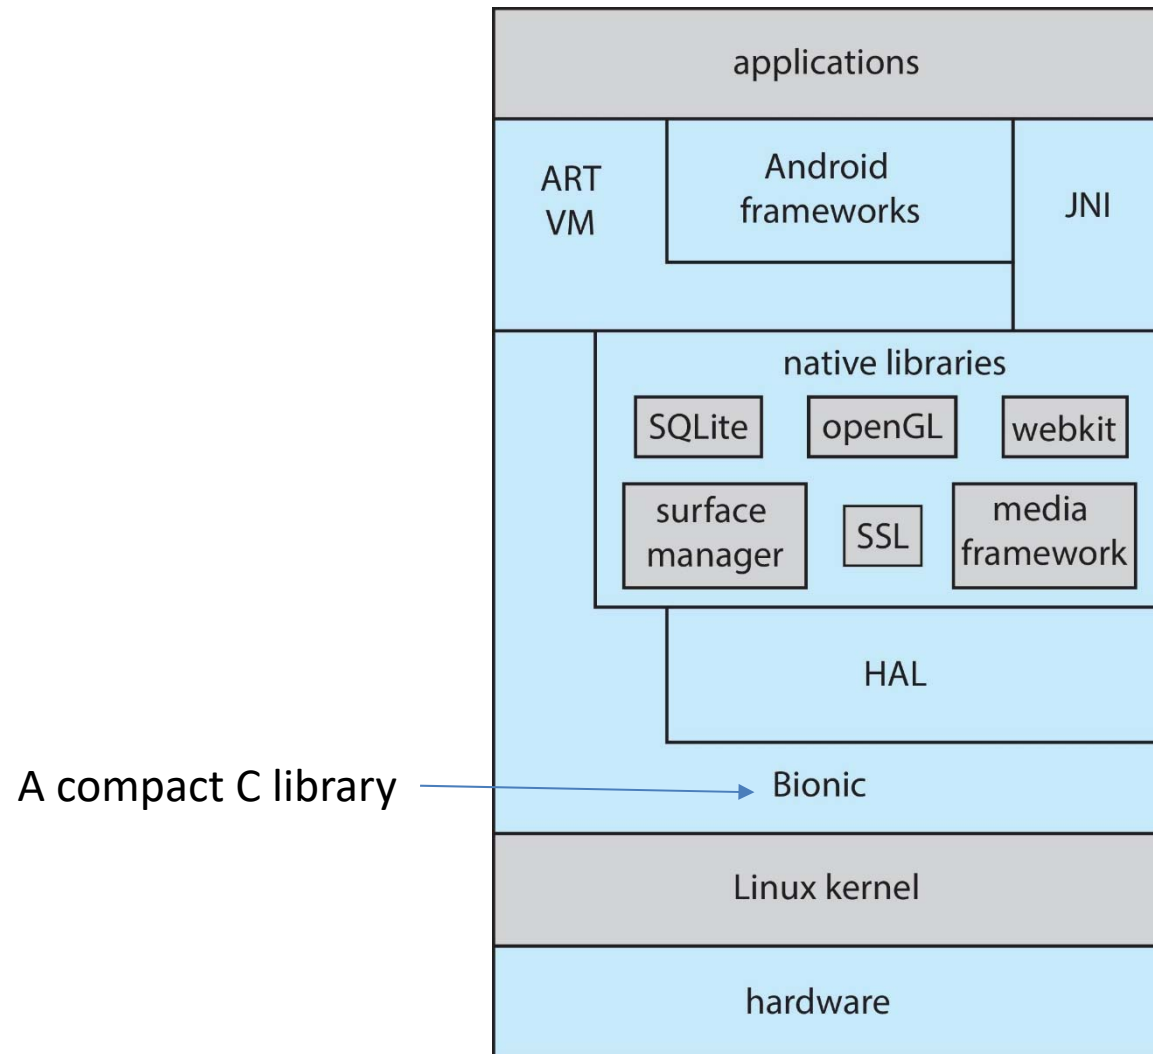 applications
ART
VM
Android
frameworks
JNI
native libraries
SQLite
openGL
webkit
surface
manager
SSL
media
framework
HAL
A compact C library
Bionic
Linux kernel
hardware